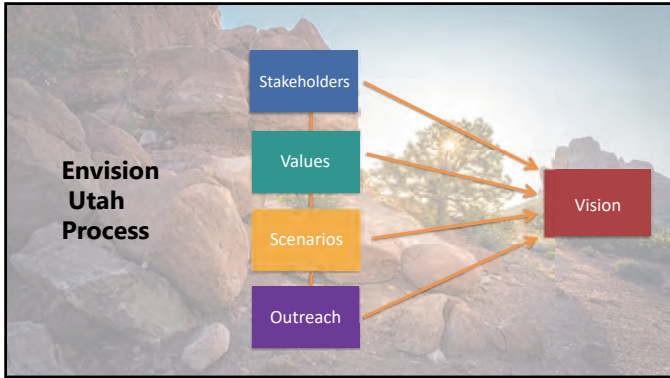 Envision
Utah
Process
Stakeholders
Values
Scenarios
Outreach
Vision